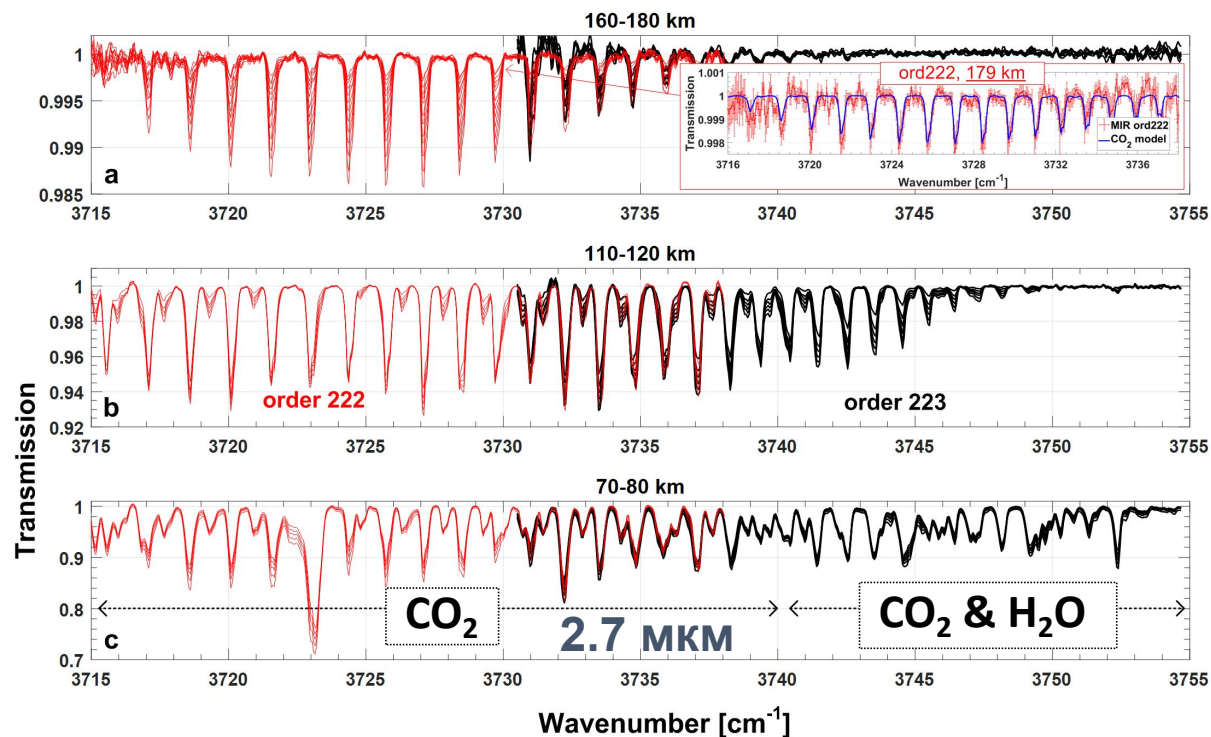 160-180 km
1
0.995
0.99
0.985
a
3715 3720 3725 3730 3735 3740 3745 3750 3755
ord222, 179 km
1.001
1
0.999
0.998
Transmission
MIR ord222
CO₂ model
3716 3720 3724 3728 3732 3736
Wavenumber [cm⁻¹]
110-120 km
1
0.98
0.96
0.94
0.92
b
order 222
order 223
3715 3720 3725 3730 3735 3740 3745 3750 3755
Transmission
70-80 km
1
0.9
0.8
0.7
c
CO₂
CO₂ & H₂O
2.7 мкм
3715 3720 3725 3730 3735 3740 3745 3750 3755
Wavenumber [cm⁻¹]